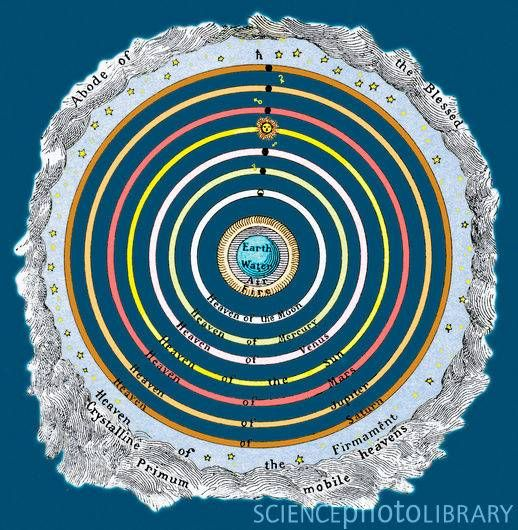 Abode of the Blessed
♄
♃
♂
♀
☿
Earth
Water
Air
Fire
Heaven of the Moon
Heaven of Mercury
Heaven of Venus
Heaven of the Sun
Heaven of Mars
Heaven of Jupiter
Heaven of Saturn
Heaven of the Firmament
Crystalline heavens
Primum mobile
SCIENCEphotoLIBRARY